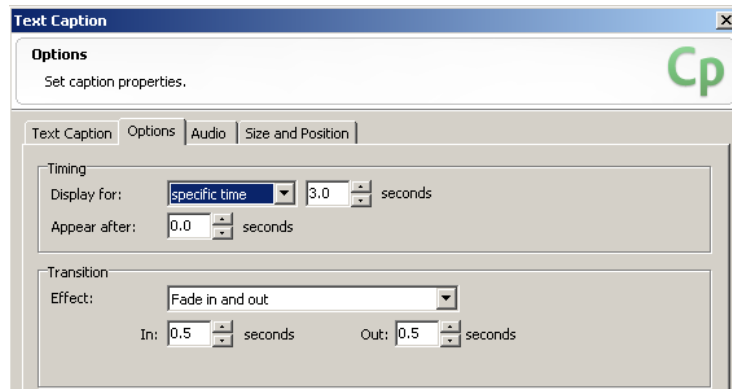 Text Caption
Options
Set caption properties.
Cp
Text Caption Options Audio Size and Position
Timing
Display for: specific time 3.0 seconds
Appear after: 0.0 seconds
Transition
Effect: Fade in and out
In: 0.5 seconds Out: 0.5 seconds